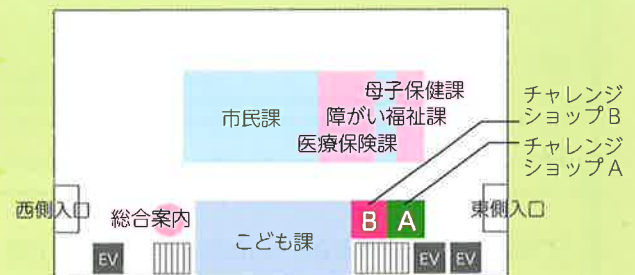 母子保健課
市民課
障がい福祉課
医療保険課
チャレンジ
ショップB
チャレンジ
ショップA
西側入口
総合案内
こども課
B
A
東側入口
EV
EV
EV